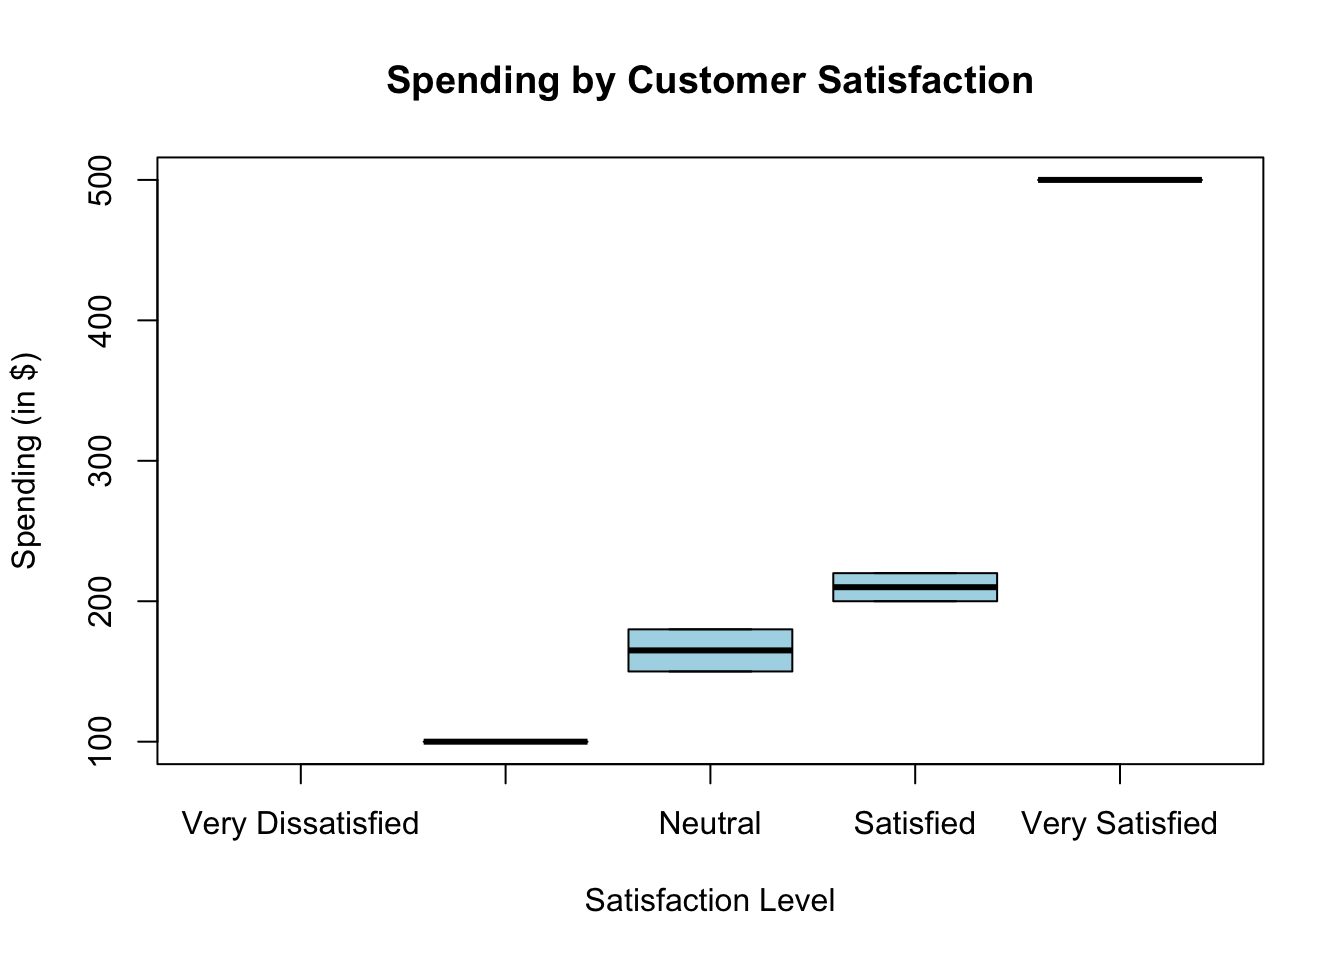 Spending by Customer Satisfaction
Spending (in $)
500
400
300
200
100
Very Dissatisfied Neutral Satisfied Very Satisfied
Satisfaction Level